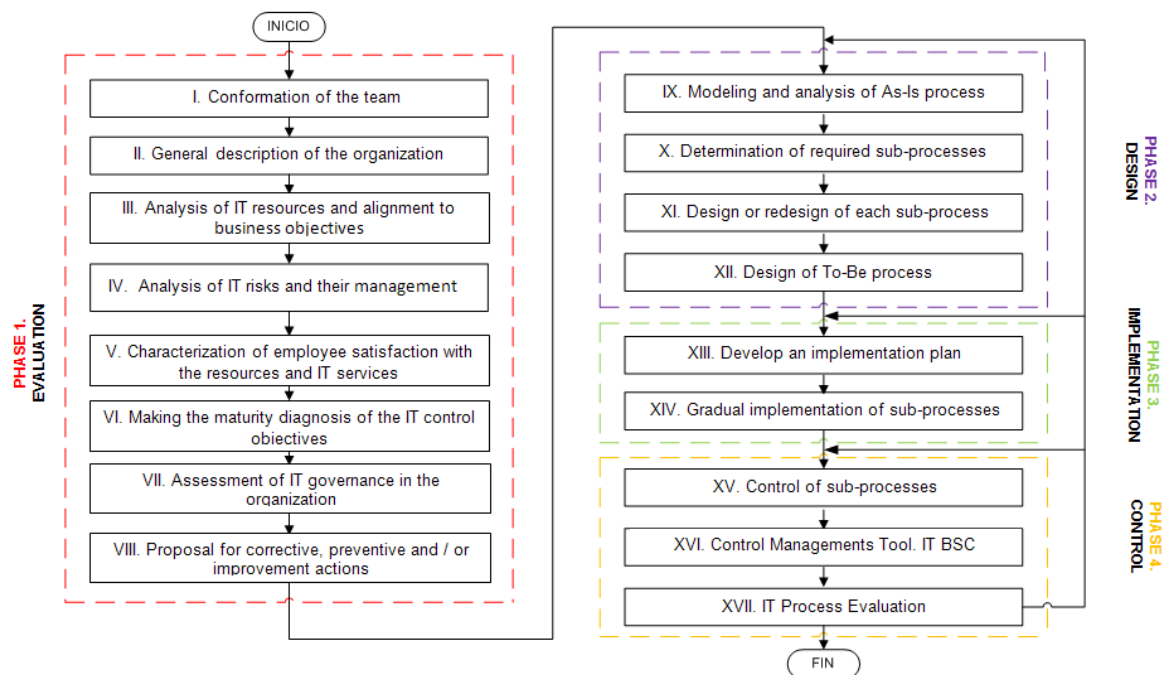 INICIO
PHASE 1.
EVALUATION
I. Conformation of the team
II. General description of the organization
III. Analysis of IT resources and alignment to
business objectives
IV. Analysis of IT risks and their management
V. Characterization of employee satisfaction with
the resources and IT services
VI. Making the maturity diagnosis of the IT control
objectives
VII. Assessment of IT governance in the
organization
VIII. Proposal for corrective, preventive and / or
improvement actions
PHASE 2.
DESIGN
IX. Modeling and analysis of As-Is process
X. Determination of required sub-processes
XI. Design or redesign of each sub-process
XII. Design of To-Be process
PHASE 3.
IMPLEMENTATION
XIII. Develop an implementation plan
XIV. Gradual implementation of sub-processes
PHASE 4.
CONTROL
XV. Control of sub-processes
XVI. Control Managements Tool. IT BSC
XVII. IT Process Evaluation
FIN